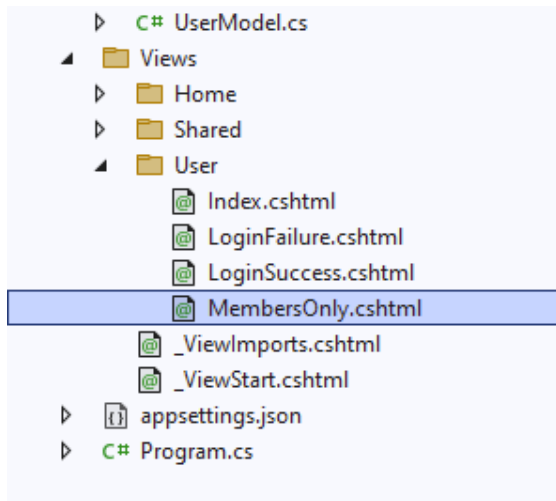 C# UserModel.cs
Views
Home
Shared
User
@ Index.cshtml
@ LoginFailure.cshtml
@ LoginSuccess.cshtml
@ MembersOnly.cshtml
@ _ViewImports.cshtml
@ _ViewStart.cshtml
{} appsettings.json
C# Program.cs